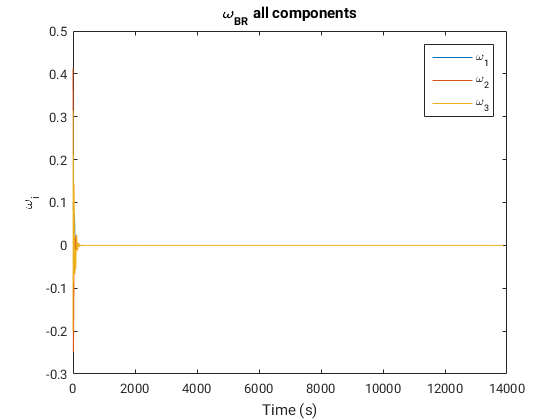 ω_BR all components
0.5
0.4
0.3
0.2
0.1
0
-0.1
-0.2
-0.3
ω_i
ω_1
ω_2
ω_3
0 2000 4000 6000 8000 10000 12000 14000
Time (s)